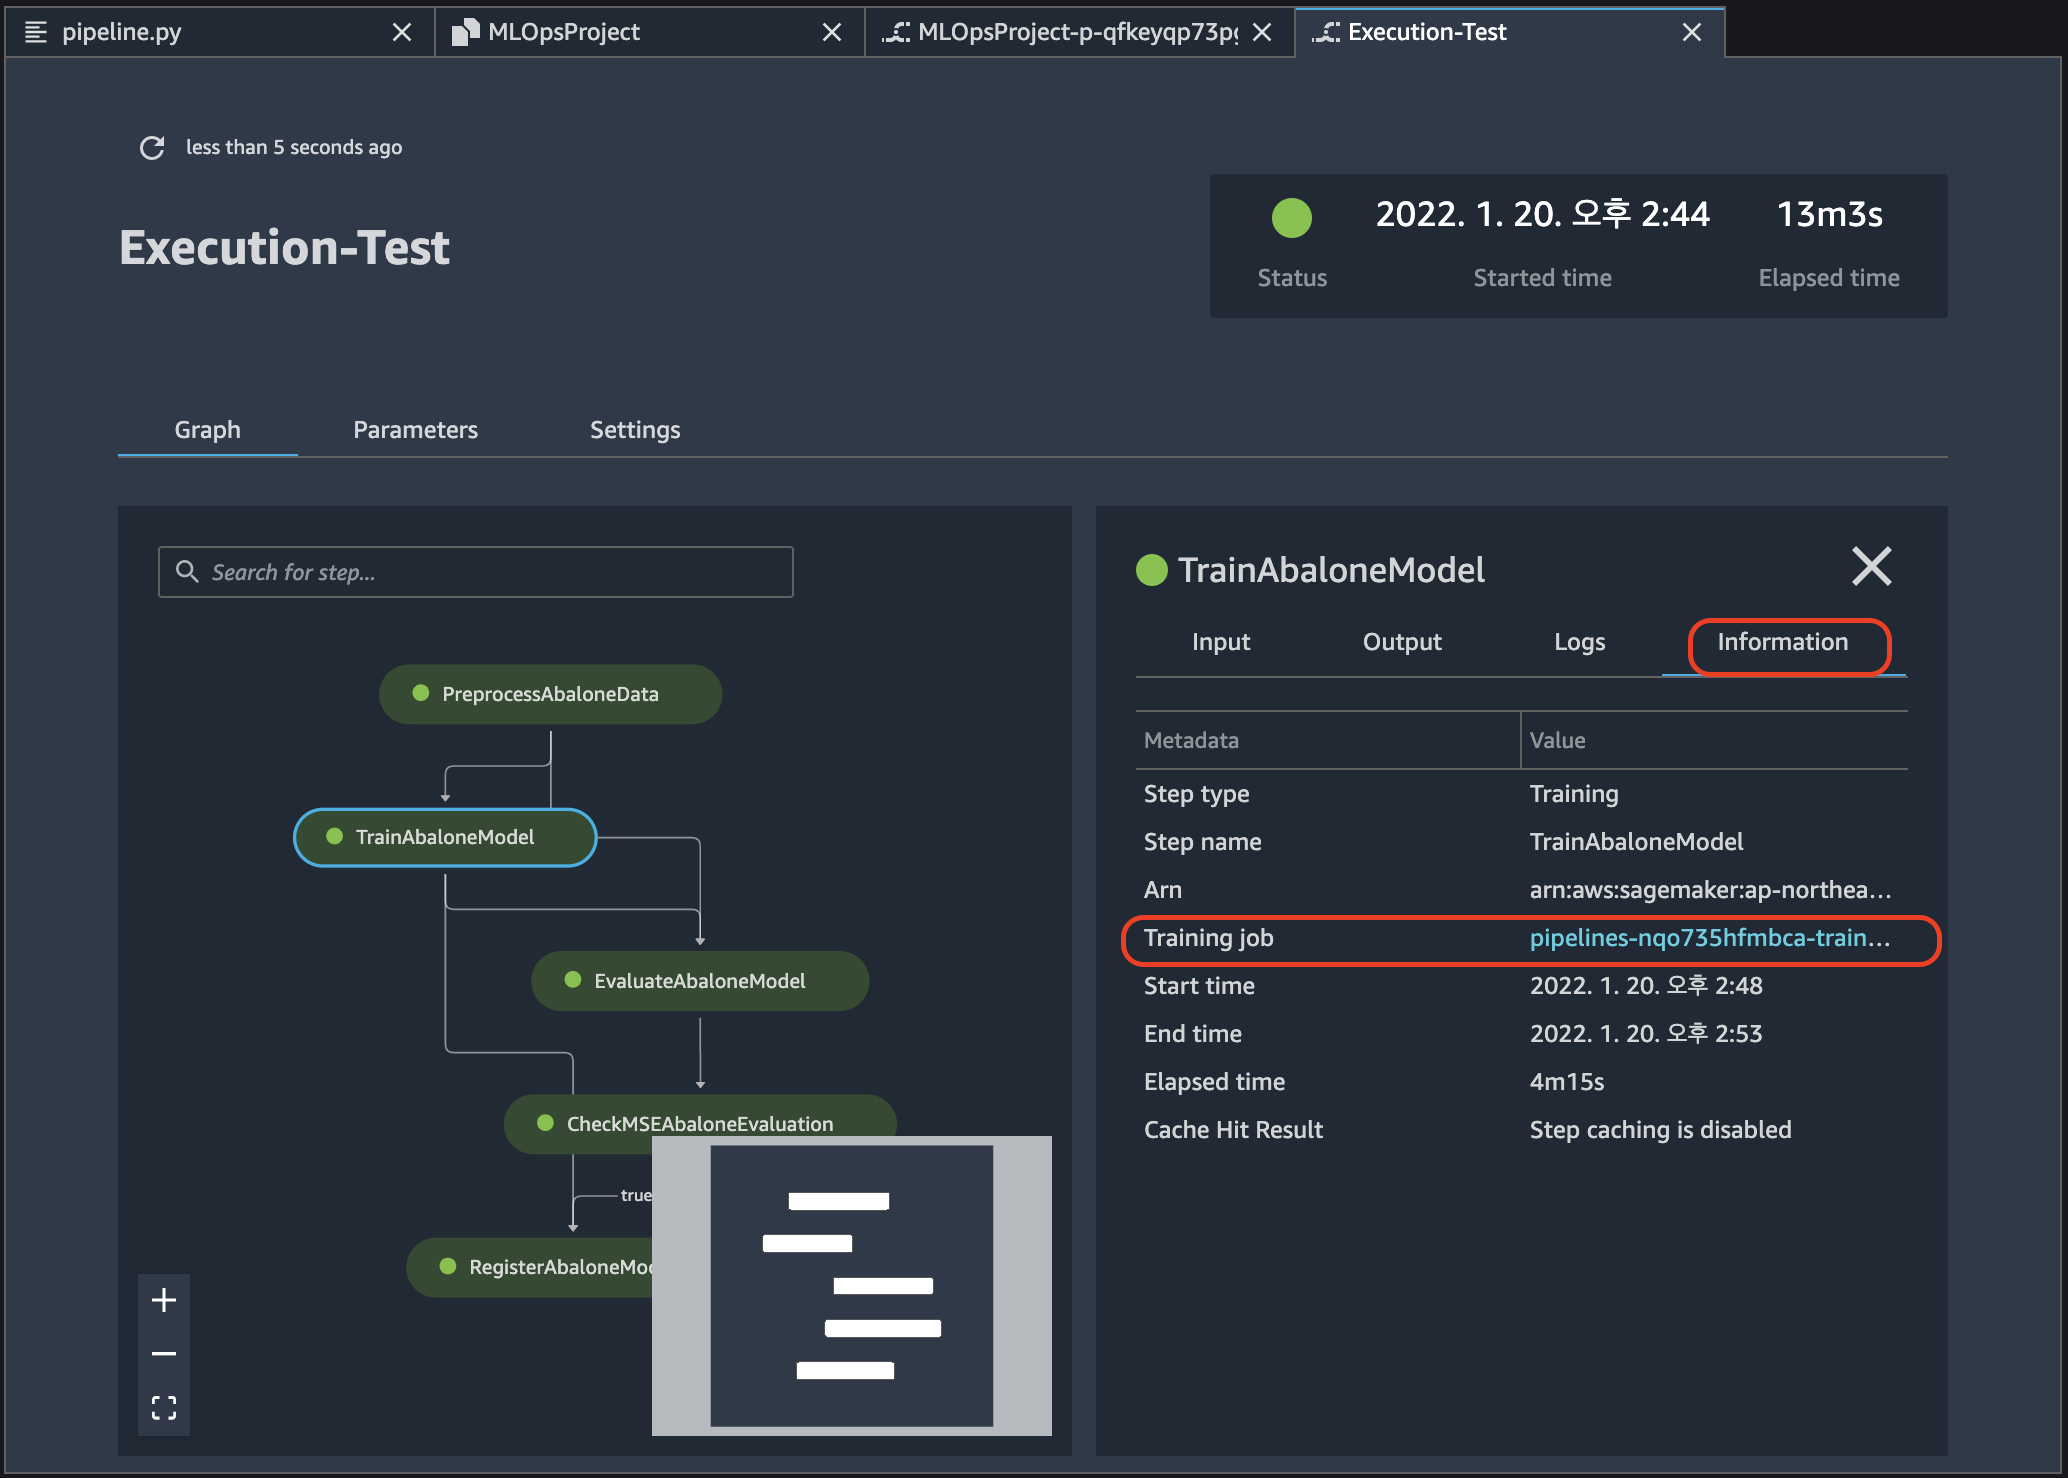 pipeline.py
MLOpsProject
MLOpsProject-p-qfkeyqp73p
Execution-Test
less than 5 seconds ago
Execution-Test
2022. 1. 20. 오후 2:44
13m3s
Status
Started time
Elapsed time
Graph
Parameters
Settings
Search for step...
PreprocessAbaloneData
TrainAbaloneModel
EvaluateAbaloneModel
CheckMSEAbaloneEvaluation
true
RegisterAbaloneMo
TrainAbaloneModel
Input
Output
Logs
Information
Metadata
Value
Step type
Training
Step name
TrainAbaloneModel
Arn
arn:aws:sagemaker:ap-northea...
Training job
pipelines-nqo735hfmbca-train...
Start time
2022. 1. 20. 오후 2:48
End time
2022. 1. 20. 오후 2:53
Elapsed time
4m15s
Cache Hit Result
Step caching is disabled